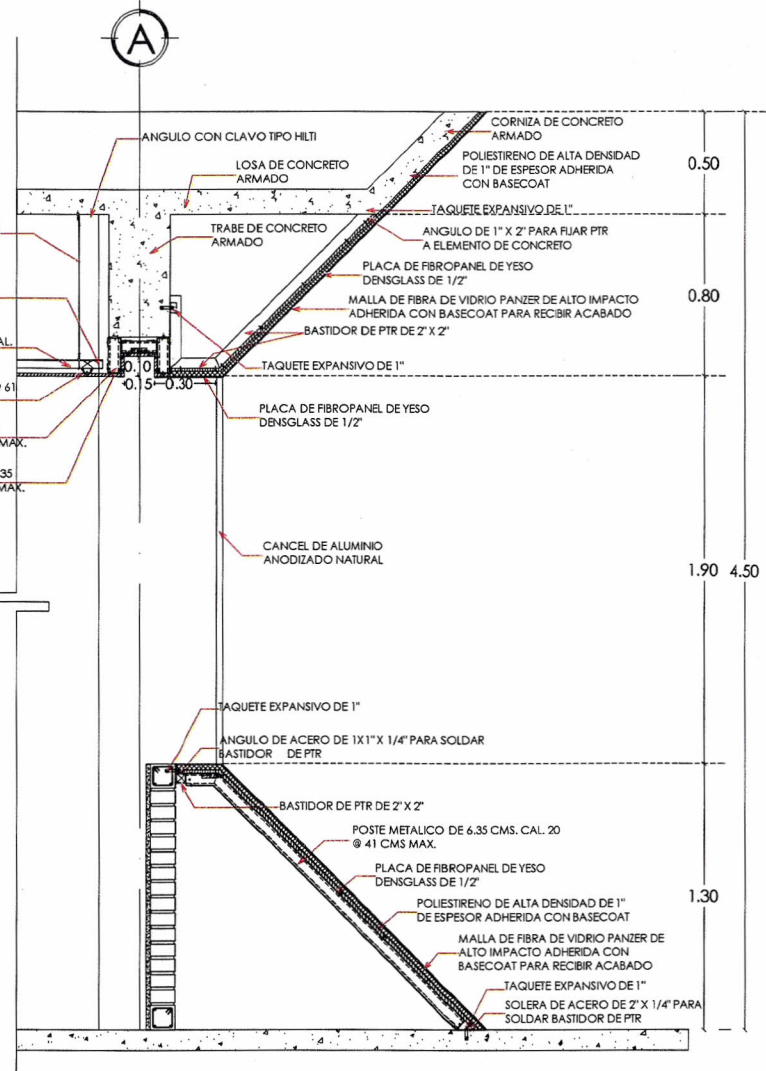 A
CORNIZA DE CONCRETO
ARMADO
ANGULO CON CLAVO TIPO HILTI
POLIESTIRENO DE ALTA DENSIDAD
DE 1" DE ESPESOR ADHERIDA
CON BASECOAT
0.50
LOSA DE CONCRETO
ARMADO
TAQUETE EXPANSIVO DE 1"
TRABE DE CONCRETO
ARMADO
ANGULO DE 1" X 2" PARA FIJAR PTR
A ELEMENTO DE CONCRETO
PLACA DE FIBROPANEL DE YESO
DENSGLASS DE 1/2"
0.80
MALLA DE FIBRA DE VIDRIO PANZER DE ALTO IMPACTO
ADHERIDA CON BASECOAT PARA RECIBIR ACABADO
BASTIDOR DE PTR DE 2" X 2"
AL.
TAQUETE EXPANSIVO DE 1"
0.15
0.30
61
PLACA DE FIBROPANEL DE YESO
DENSGLASS DE 1/2"
MAX.
35
MAX.
CANCEL DE ALUMINIO
ANODIZADO NATURAL
1.90
4.50
TAQUETE EXPANSIVO DE 1"
ANGULO DE ACERO DE 1X1" X 1/4" PARA SOLDAR
BASTIDOR DE PTR
BASTIDOR DE PTR DE 2" X 2"
POSTE METALICO DE 6.35 CMS. CAL. 20
@ 41 CMS MAX.
PLACA DE FIBROPANEL DE YESO
DENSGLASS DE 1/2"
1.30
POLIESTIRENO DE ALTA DENSIDAD DE 1"
DE ESPESOR ADHERIDA CON BASECOAT
MALLA DE FIBRA DE VIDRIO PANZER DE
ALTO IMPACTO ADHERIDA CON
BASECOAT PARA RECIBIR ACABADO
TAQUETE EXPANSIVO DE 1"
SOLERA DE ACERO DE 2" X 1/4" PARA
SOLDAR BASTIDOR DE PTR